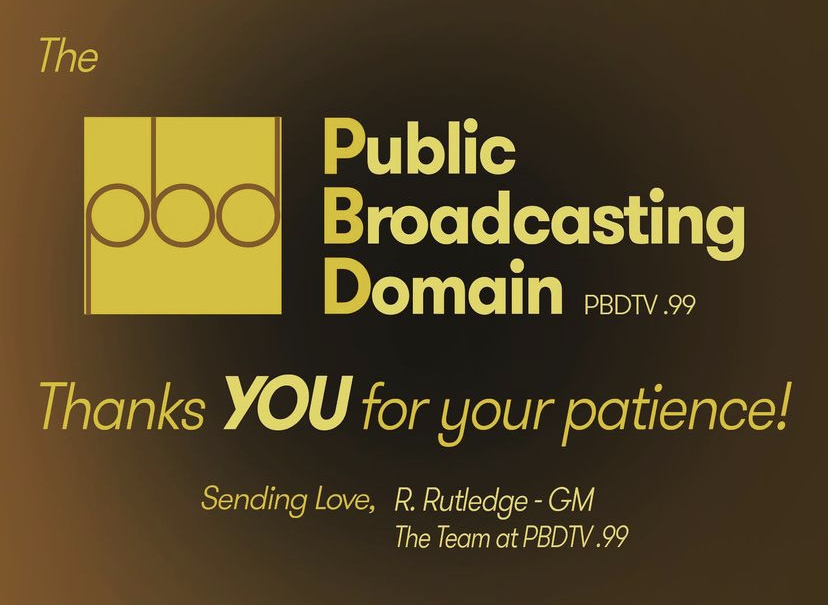 The
pbd
Public
Broadcasting
Domain PBDTV .99
Thanks YOU for your patience!
Sending Love, R. Rutledge - GM
The Team at PBDTV .99